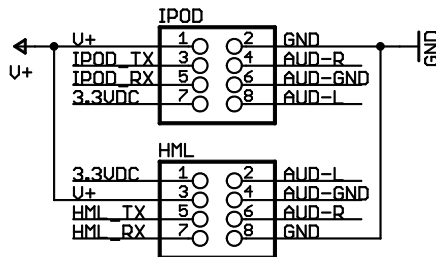 IPOD
V+ 1 2 GND
IPOD_TX 3 4 AUD-R
IPOD_RX 5 6 AUD-GND
3.3VDC 7 8 AUD-L
V+
GND
HML
3.3VDC 1 2 AUD-L
V+ 3 4 AUD-GND
HML_TX 5 6 AUD-R
HML_RX 7 8 GND